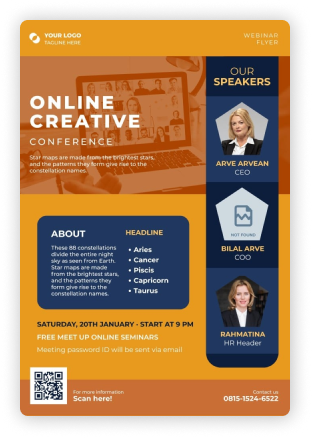 YOUR LOGO
TAGLINE HERE
WEBINAR
FLYER
ONLINE
CREATIVE
CONFERENCE
Star maps are made from the brightest stars,
and the patterns they form give rise to the
constellation names.
OUR
SPEAKERS
ARVE ARVEAN
CEO
NOT FOUND
BILAL ARVE
COO
RAHMATINA
HR Header
ABOUT
These 88 constellations
divide the entire night
sky as seen from Earth.
Star maps are made
from the brightest stars,
and the patterns they
form give rise to the
constellation names.
HEADLINE
• Aries
• Cancer
• Piscis
• Capricorn
• Taurus
SATURDAY, 20TH JANUARY - START AT 9 PM
FREE MEET UP ONLINE SEMINARS
Meeting password ID will be sent via email
For more information
Scan here!
Contact us
0815-1524-6522